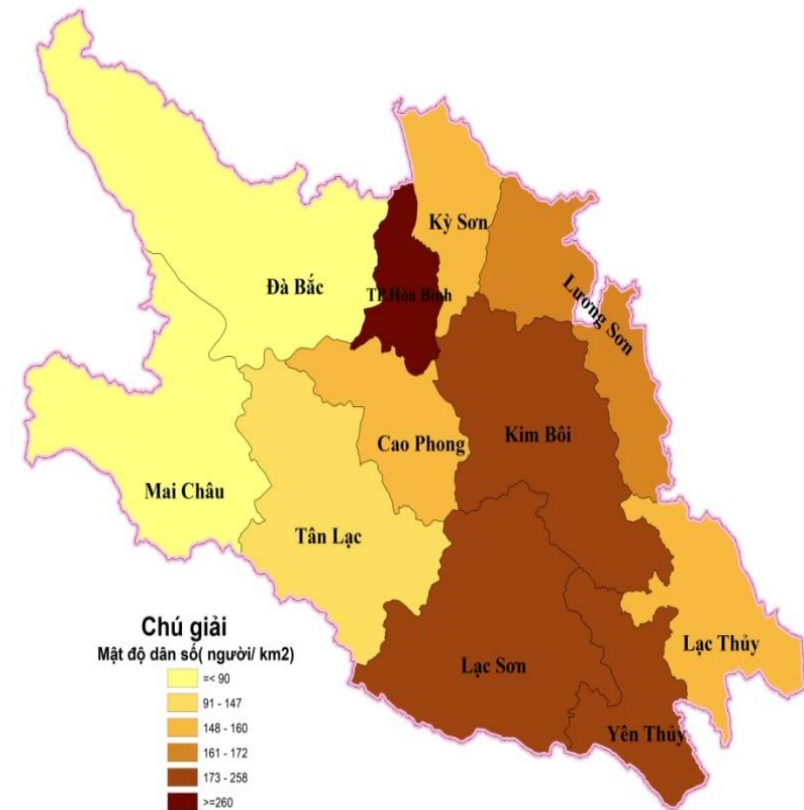 Kỳ Sơn
Đà Bắc
TP.Hòa Bình
Lương Sơn
Cao Phong
Kim Bôi
Mai Châu
Tân Lạc
Lạc Thủy
Lạc Sơn
Yên Thủy
Chú giải
Mật độ dân số( người/ km2)
=< 90
91 - 147
148 - 160
161 - 172
173 - 258
>=260